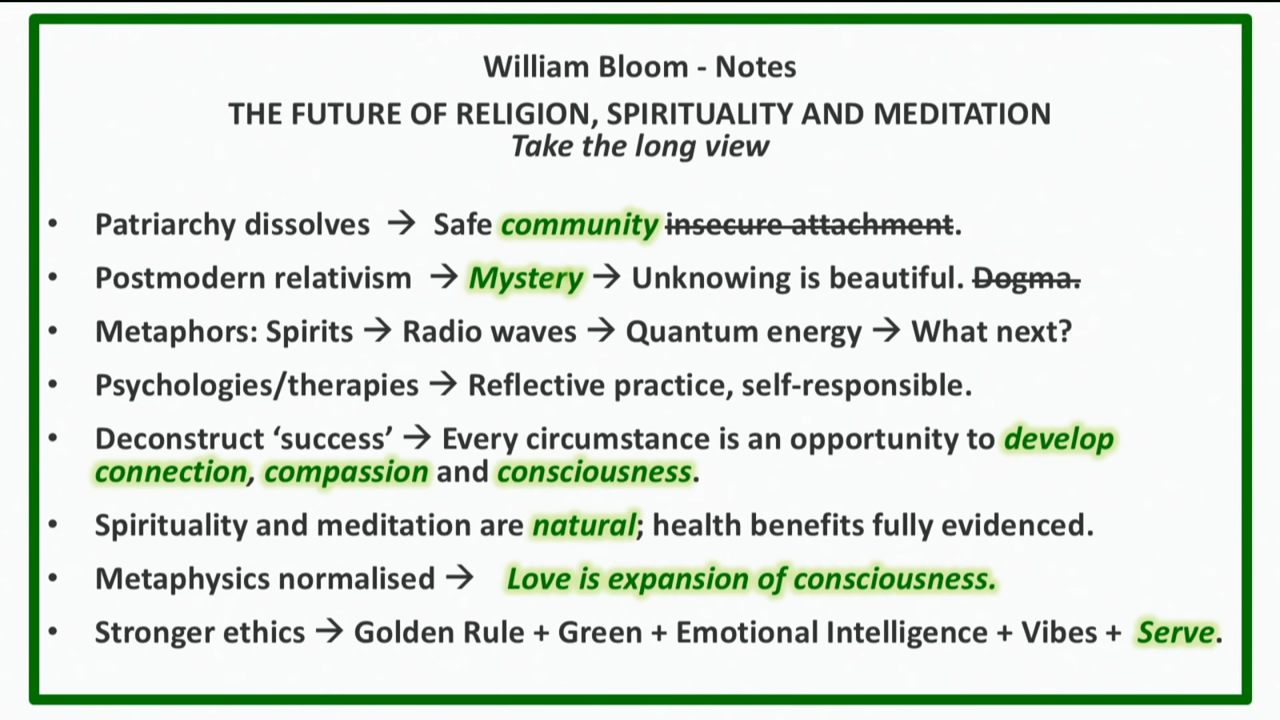 William Bloom - Notes
THE FUTURE OF RELIGION, SPIRITUALITY AND MEDITATION
Take the long view
• Patriarchy dissolves → Safe community insecure attachment.
• Postmodern relativism → Mystery → Unknowing is beautiful. Dogma.
• Metaphors: Spirits → Radio waves → Quantum energy → What next?
• Psychologies/therapies → Reflective practice, self-responsible.
• Deconstruct ‘success’ → Every circumstance is an opportunity to develop
connection, compassion and consciousness.
• Spirituality and meditation are natural; health benefits fully evidenced.
• Metaphysics normalised → Love is expansion of consciousness.
• Stronger ethics → Golden Rule + Green + Emotional Intelligence + Vibes + Serve.